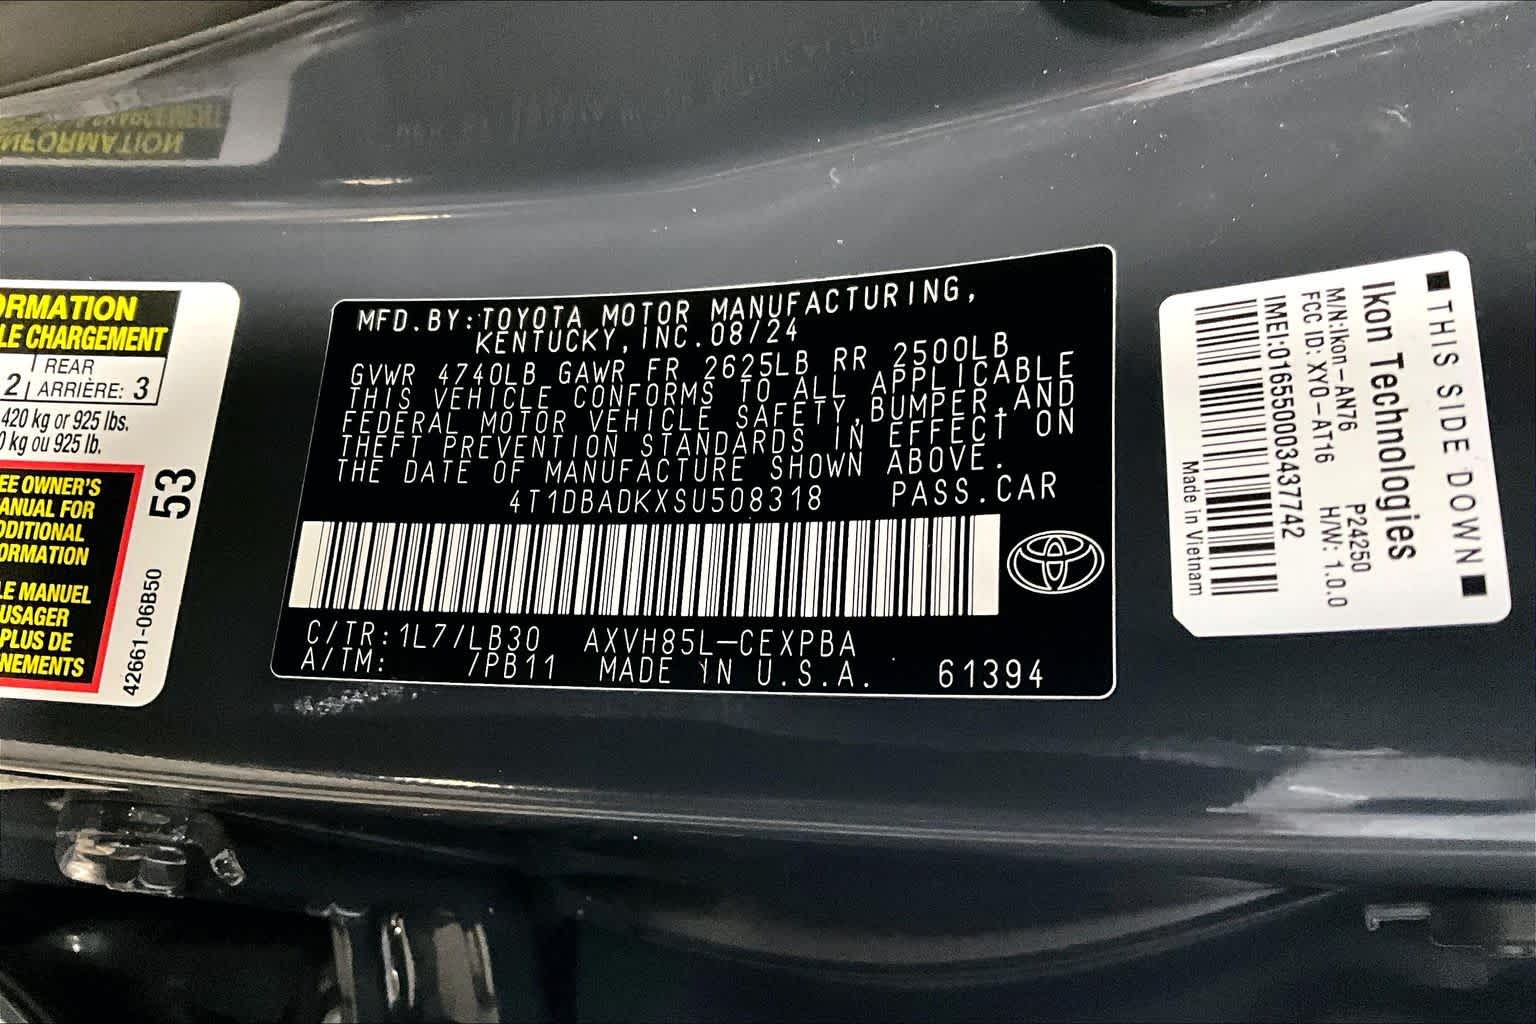 ORMATION
LE CHARGEMENT
REAR
2 ARRIÈRE: 3
420 kg or 925 lbs.
0 kg ou 925 lb.
EE OWNER'S
ANUAL FOR
DDITIONAL
ORMATION
LE MANUEL
USAGER
PLUS DE
NEMENTS
53
42661-06B50
MFD.BY:TOYOTA MOTOR MANUFACTURING,
KENTUCKY,INC.08/24
GVWR 4740LB GAWR FR 2625LB RR 2500LB
THIS VEHICLE CONFORMS TO ALL APPLICABLE
FEDERAL MOTOR VEHICLE SAFETY,BUMPER,AND
THEFT PREVENTION STANDARDS IN EFFECT ON
THE DATE OF MANUFACTURE SHOWN ABOVE.
4T1DBADKXSU508318 PASS.CAR
C/TR:1L7/LB30 AXVH85L-CEXPBA
A/TM: /PB11 MADE IN U.S.A. 61394
THIS SIDE DOWN
Ikon Technologies
M/N:Ikon-AN76 P24250
FCC ID: XYO-AT16 H/W: 1.0.0
IMEI:016550003437742
Made in Vietnam